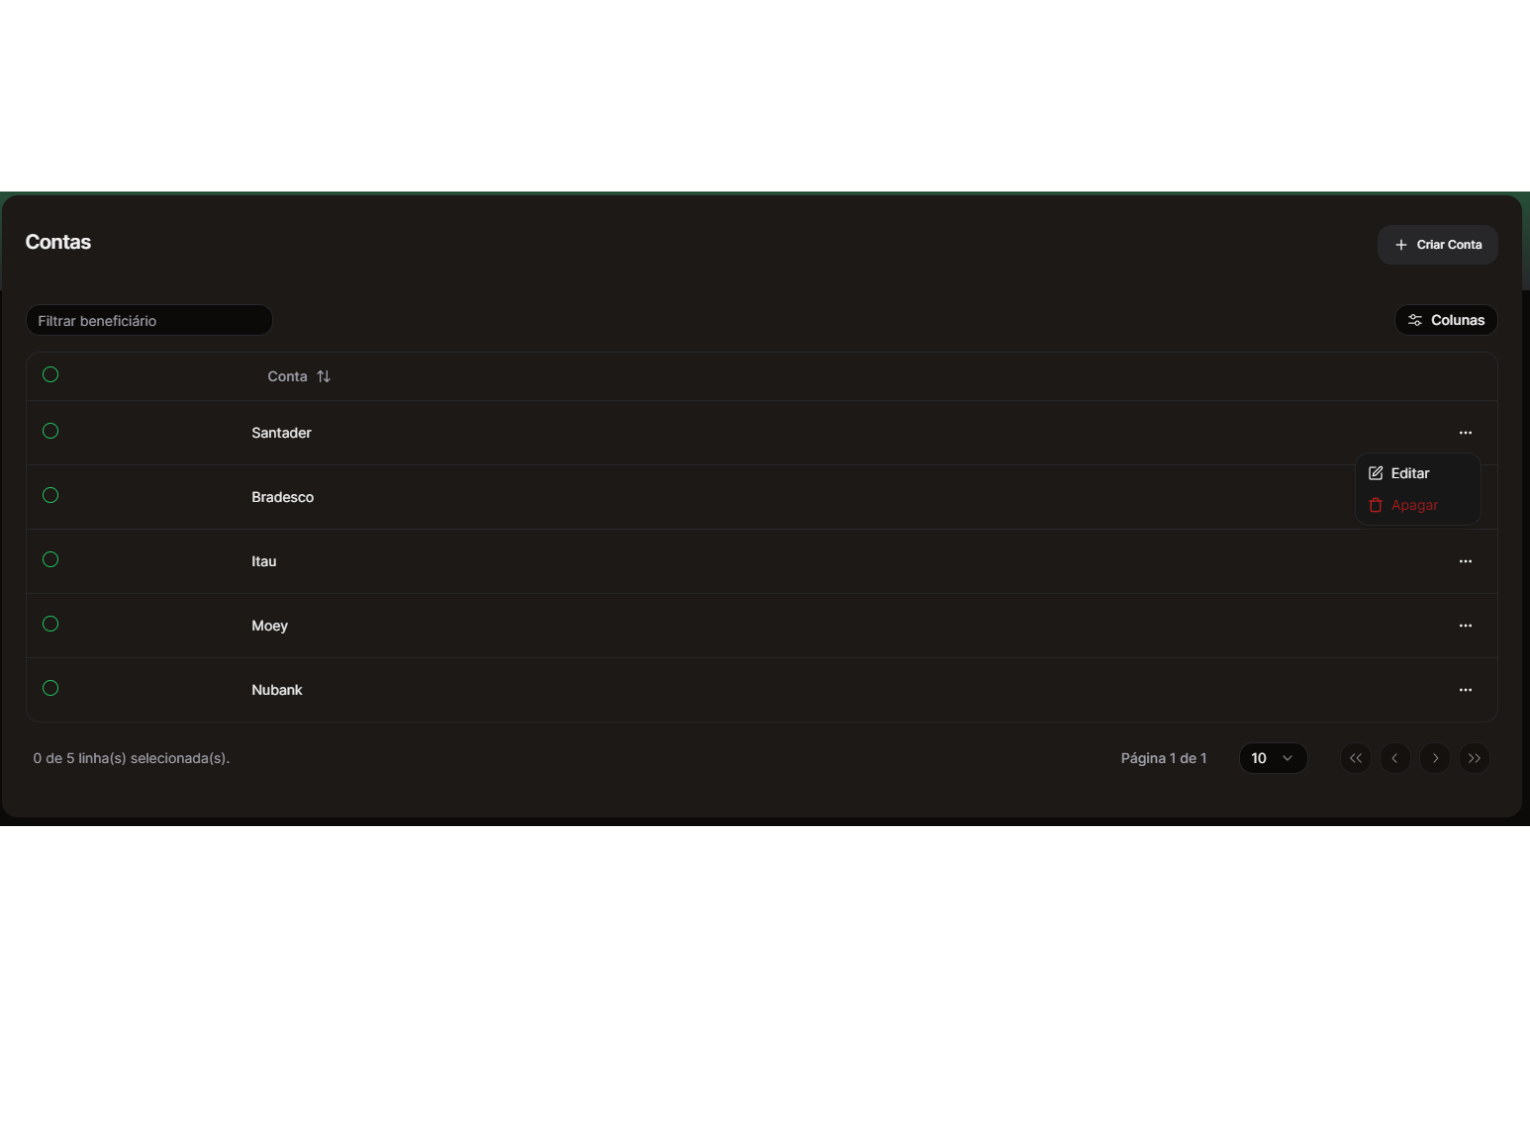 Contas
Criar Conta
Filtrar beneficiário
Colunas
Conta
Santader
Editar
Bradesco
Apagar
Itau
Moey
Nubank
0 de 5 linha(s) selecionada(s).
Página 1 de 1
10